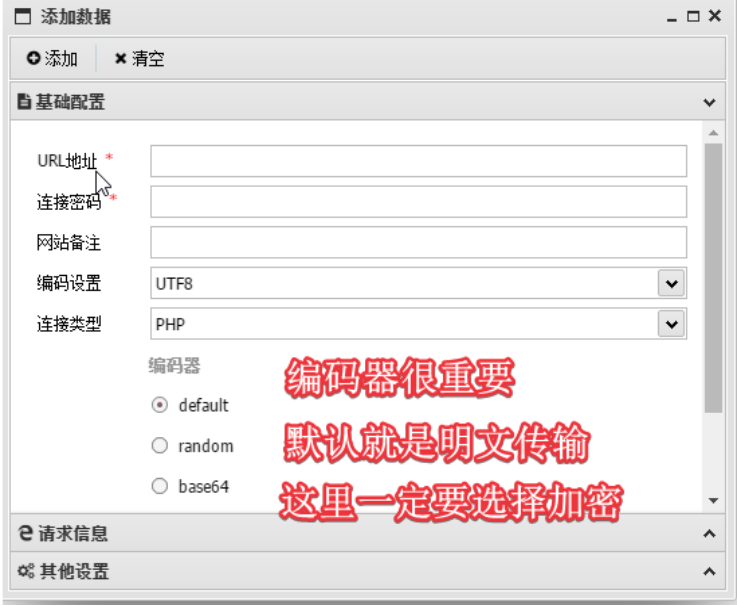 添加数据
添加 清空
基础配置
URL地址 *
连接密码 *
网站备注
编码设置 UTF8
连接类型 PHP
编码器
编码器很重要
default
默认就是明文传输
random
base64
这里一定要选择加密
请求信息
其他设置